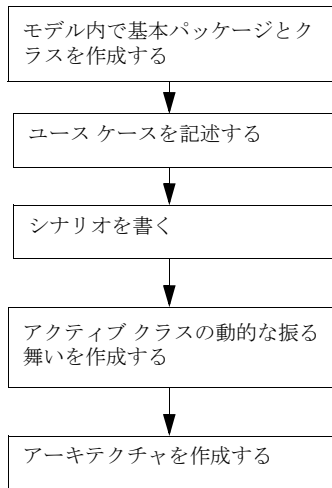 モデル内で基本パッケージとク
ラスを作成する
ユース ケースを記述する
シナリオを書く
アクティブ クラスの動的な振る
舞いを作成する
アーキテクチャを作成する